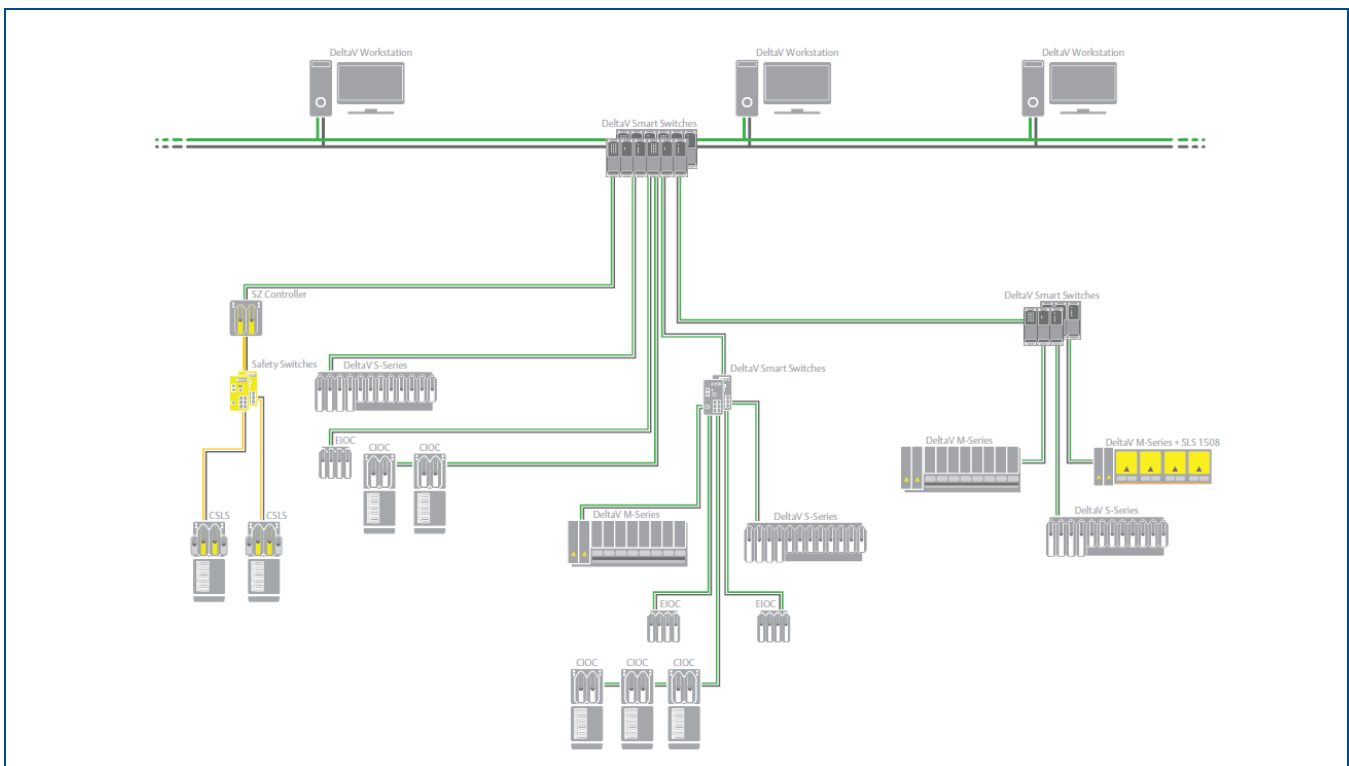 DeltaV Workstation
DeltaV Workstation
DeltaV Workstation
DeltaV Smart Switches
SZ Controller
DeltaV Smart Switches
Safety Switches
DeltaV S-Series
DeltaV Smart Switches
EIOC
CIOC
CIOC
DeltaV M-Series
DeltaV M-Series + SLS 1508
CSLS
CSLS
DeltaV M-Series
DeltaV S-Series
DeltaV S-Series
EIOC
EIOC
CIOC
CIOC
CIOC